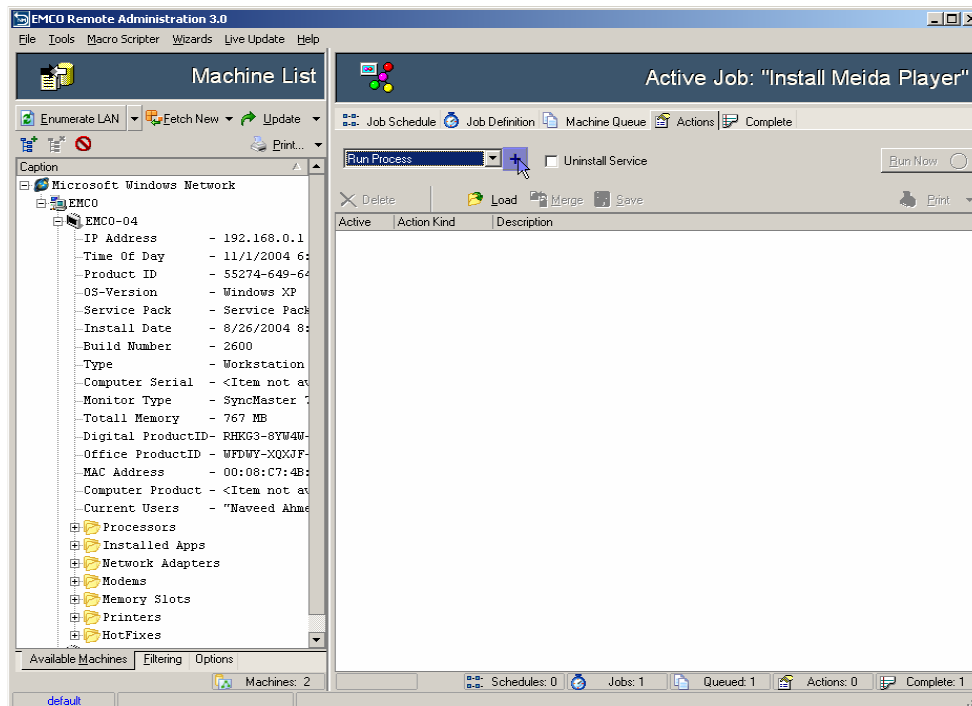 EMCO Remote Administration 3.0
File Tools Macro Scripter Wizards Live Update Help
Machine List
Active Job: "Install Meida Player"
Enumerate LAN Fetch New Update
Job Schedule Job Definition Machine Queue Actions Complete
Print...
Run Process Uninstall Service Run Now
Caption
Delete Load Merge Save Print
Active Action Kind Description
Microsoft Windows Network
EMCO
EMCO-04
IP Address - 192.168.0.1
Time Of Day - 11/1/2004 6:
Product ID - 55274-649-64
OS-Version - Windows XP
Service Pack - Service Pack
Install Date - 8/26/2004 8:
Build Number - 2600
Type - Workstation
Computer Serial - <Item not av
Monitor Type - SyncMaster 7
Totall Memory - 767 MB
Digital ProductID- RHKG3-8YW4W-
Office ProductID - WFDWY-XQXJF-
MAC Address - 00:08:C7:4B:
Computer Product - <Item not av
Current Users - "Naveed Ahme
Processors
Installed Apps
Network Adapters
Modems
Memory Slots
Printers
HotFixes
Available Machines Filtering Options
Machines: 2
Schedules: 0 Jobs: 1 Queued: 1 Actions: 0 Complete: 1
default